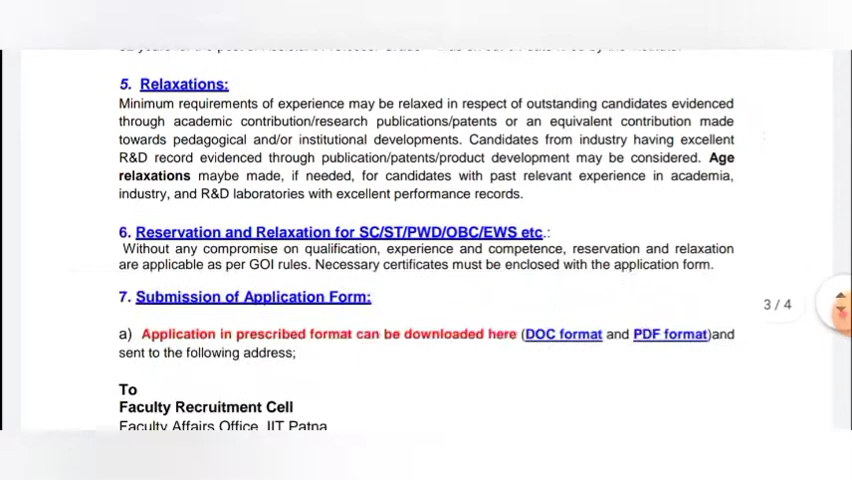 5. Relaxations:
Minimum requirements of experience may be relaxed in respect of outstanding candidates evidenced
through academic contribution/research publications/patents or an equivalent contribution made
towards pedagogical and/or institutional developments. Candidates from industry having excellent
R&D record evidenced through publication/patents/product development may be considered. Age
relaxations maybe made, if needed, for candidates with past relevant experience in academia,
industry, and R&D laboratories with excellent performance records.
6. Reservation and Relaxation for SC/ST/PWD/OBC/EWS etc.:
Without any compromise on qualification, experience and competence, reservation and relaxation
are applicable as per GOI rules. Necessary certificates must be enclosed with the application form.
7. Submission of Application Form:
3 / 4
a) Application in prescribed format can be downloaded here (DOC format and PDF format)and
sent to the following address;
To
Faculty Recruitment Cell
Faculty Affairs Office, IIT Patna